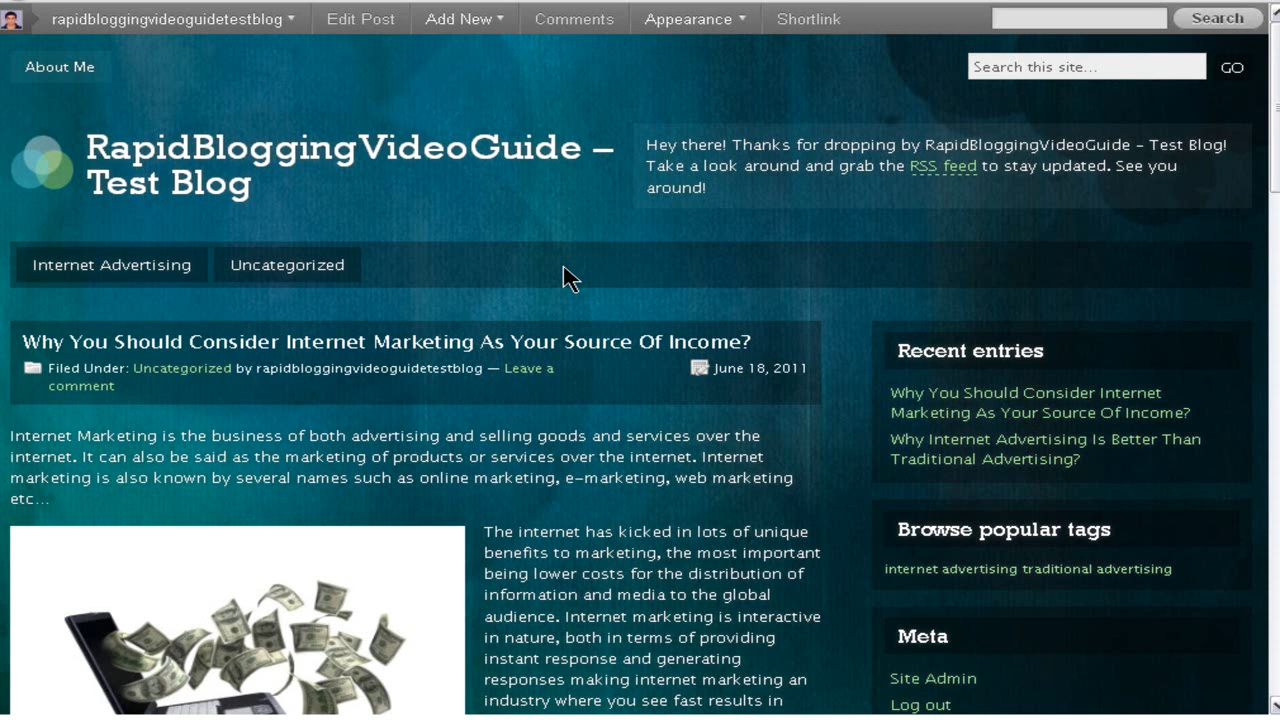 rapidbloggingvideoguidetestblog Edit Post Add New Comments Appearance Shortlink Search
About Me
Search this site...
GO
RapidBloggingVideoGuide –
Test Blog
Hey there! Thanks for dropping by RapidBloggingVideoGuide - Test Blog!
Take a look around and grab the RSS feed to stay updated. See you
around!
Internet Advertising Uncategorized
Why You Should Consider Internet Marketing As Your Source Of Income?
Filed Under: Uncategorized by rapidbloggingvideoguidetestblog — Leave a
comment
June 18, 2011
Internet Marketing is the business of both advertising and selling goods and services over the
internet. It can also be said as the marketing of products or services over the internet. Internet
marketing is also known by several names such as online marketing, e-marketing, web marketing
etc...
The internet has kicked in lots of unique
benefits to marketing, the most important
being lower costs for the distribution of
information and media to the global
audience. Internet marketing is interactive
in nature, both in terms of providing
instant response and generating
responses making internet marketing an
industry where you see fast results in
Recent entries
Why You Should Consider Internet
Marketing As Your Source Of Income?
Why Internet Advertising Is Better Than
Traditional Advertising?
Browse popular tags
internet advertising traditional advertising
Meta
Site Admin
Log out